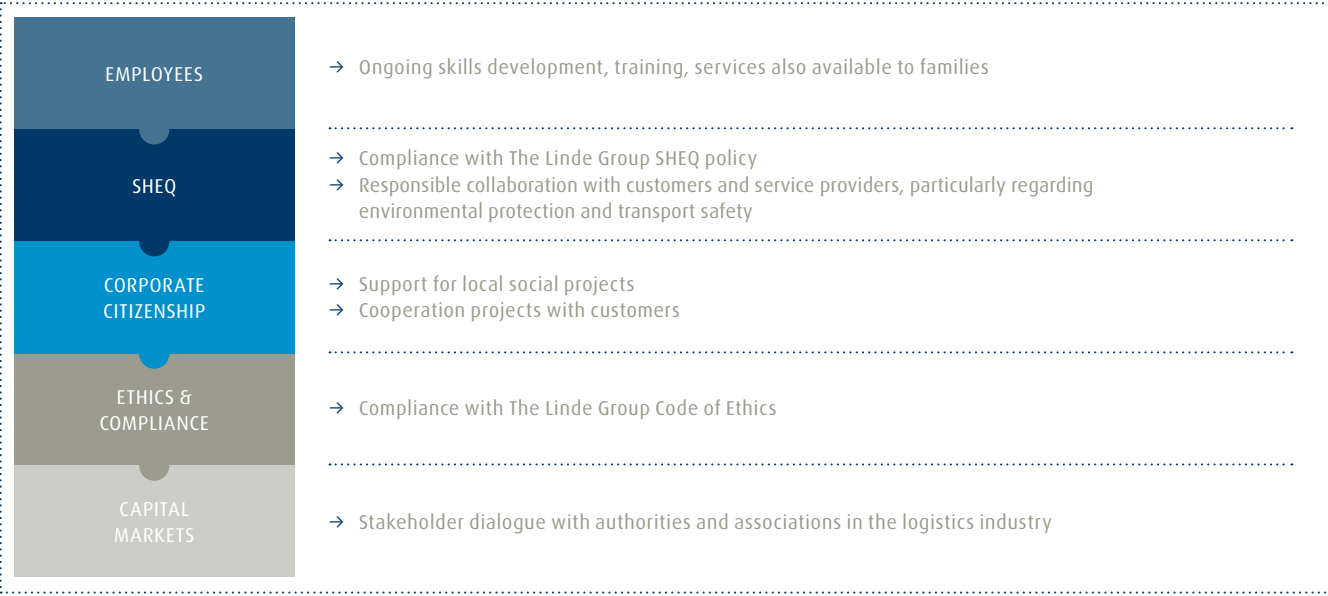 EMPLOYEES
→ Ongoing skills development, training, services also available to families
SHEQ
→ Compliance with The Linde Group SHEQ policy
→ Responsible collaboration with customers and service providers, particularly regarding
environmental protection and transport safety
CORPORATE
CITIZENSHIP
→ Support for local social projects
→ Cooperation projects with customers
ETHICS &
COMPLIANCE
→ Compliance with The Linde Group Code of Ethics
CAPITAL
MARKETS
→ Stakeholder dialogue with authorities and associations in the logistics industry